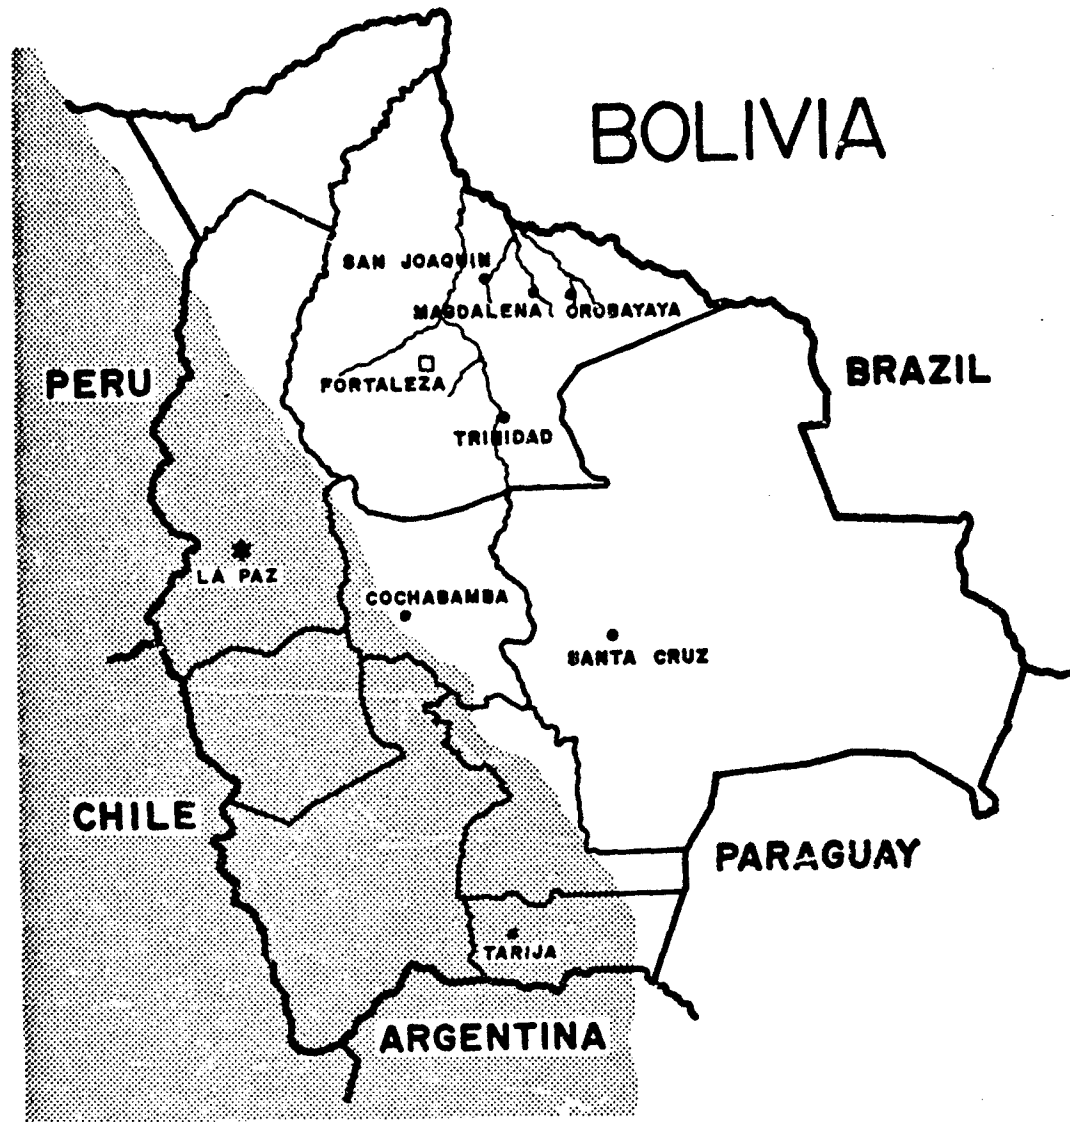 BOLIVIA
SAN JOAQUIN
MAGDALENA
OROBAYAYA
PERU
FORTALEZA
BRAZIL
TRINIDAD
LA PAZ
COCHABAMBA
SANTA CRUZ
CHILE
PARAGUAY
TARIJA
ARGENTINA